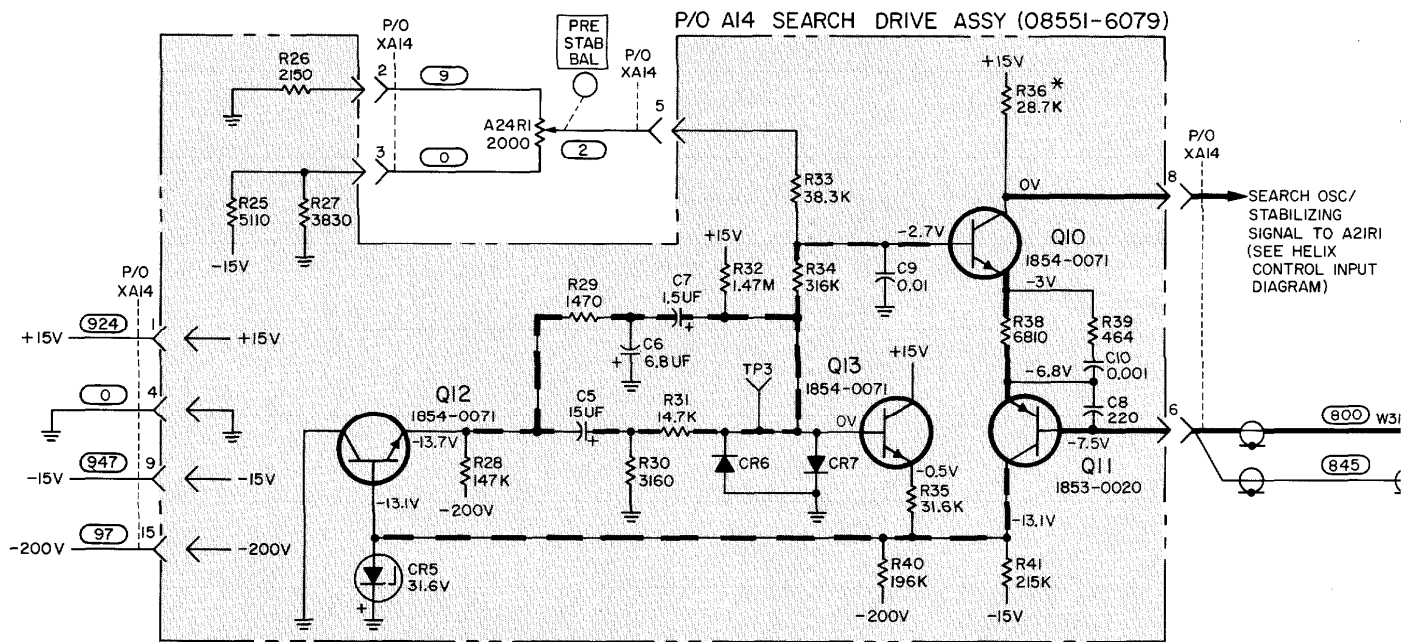 P/O A14 SEARCH DRIVE ASSY (08551-6079)
P/O
XA14
PRE
STAB
BAL
P/O
XA14
R26
2150
2
9
A24R1
2000
5
2
3
0
R25
5110
R27
3830
-15V
R33
38.3K
+15V
R36*
28.7K
0V
P/O
XA14
8
SEARCH OSC/
STABILIZING
SIGNAL TO A21R1
(SEE HELIX
CONTROL INPUT
DIAGRAM)
-2.7V
Q10
1854-0071
-3V
C9
0.01
+15V
R32
1.47M
R34
316K
R29
1470
C7
1.5UF
+
C6
6.8UF
+
R38
6810
R39
464
C10
0.001
-6.8V
C8
220
6
800
W31
845
-7.5V
Q11
1853-0020
-13.1V
R41
215K
-15V
P/O
XA14
+15V
924
1
+15V
0
4
-15V
947
9
-15V
-200V
97
15
-200V
Q12
1854-0071
-13.7V
R28
147K
-200V
-13.1V
C5
15UF
+
R31
14.7K
R30
3160
TP3
CR6
CR7
Q13
1854-0071
+15V
0V
-0.5V
R35
31.6K
R40
196K
-200V
CR5
31.6V
+